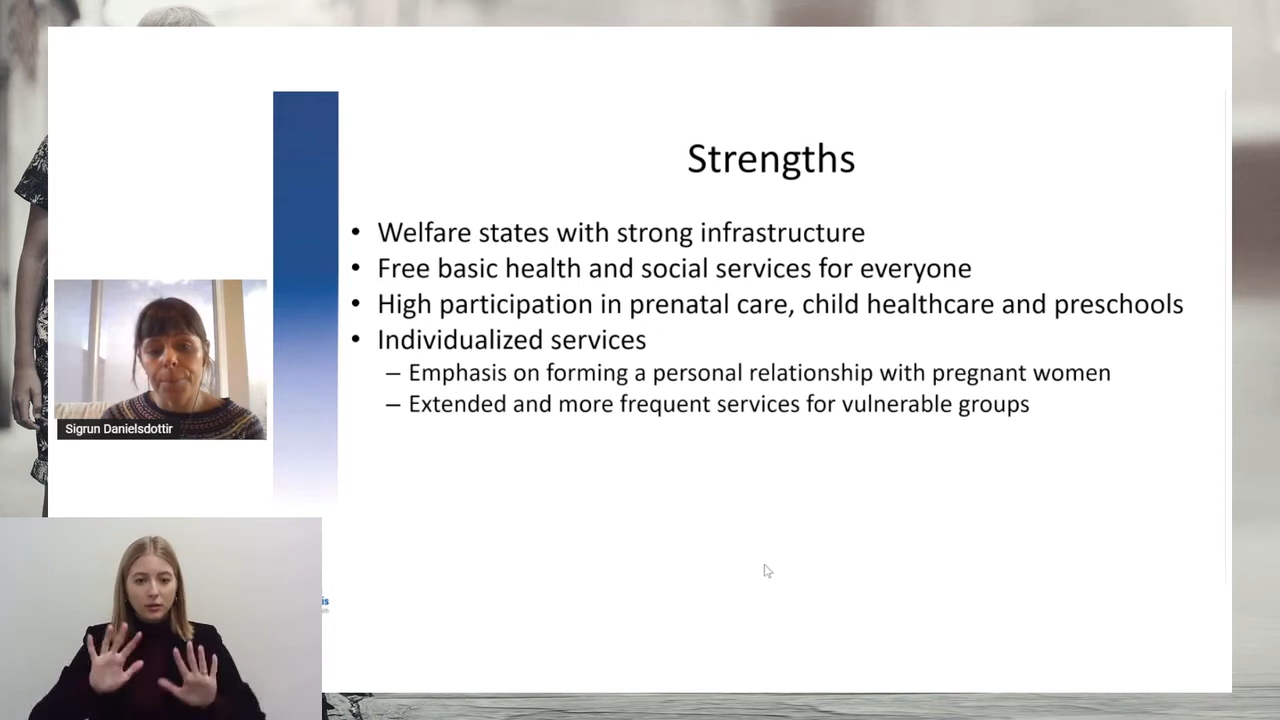 Strengths
• Welfare states with strong infrastructure
• Free basic health and social services for everyone
• High participation in prenatal care, child healthcare and preschools
• Individualized services
– Emphasis on forming a personal relationship with pregnant women
– Extended and more frequent services for vulnerable groups
Sigrun Danielsdottir
is